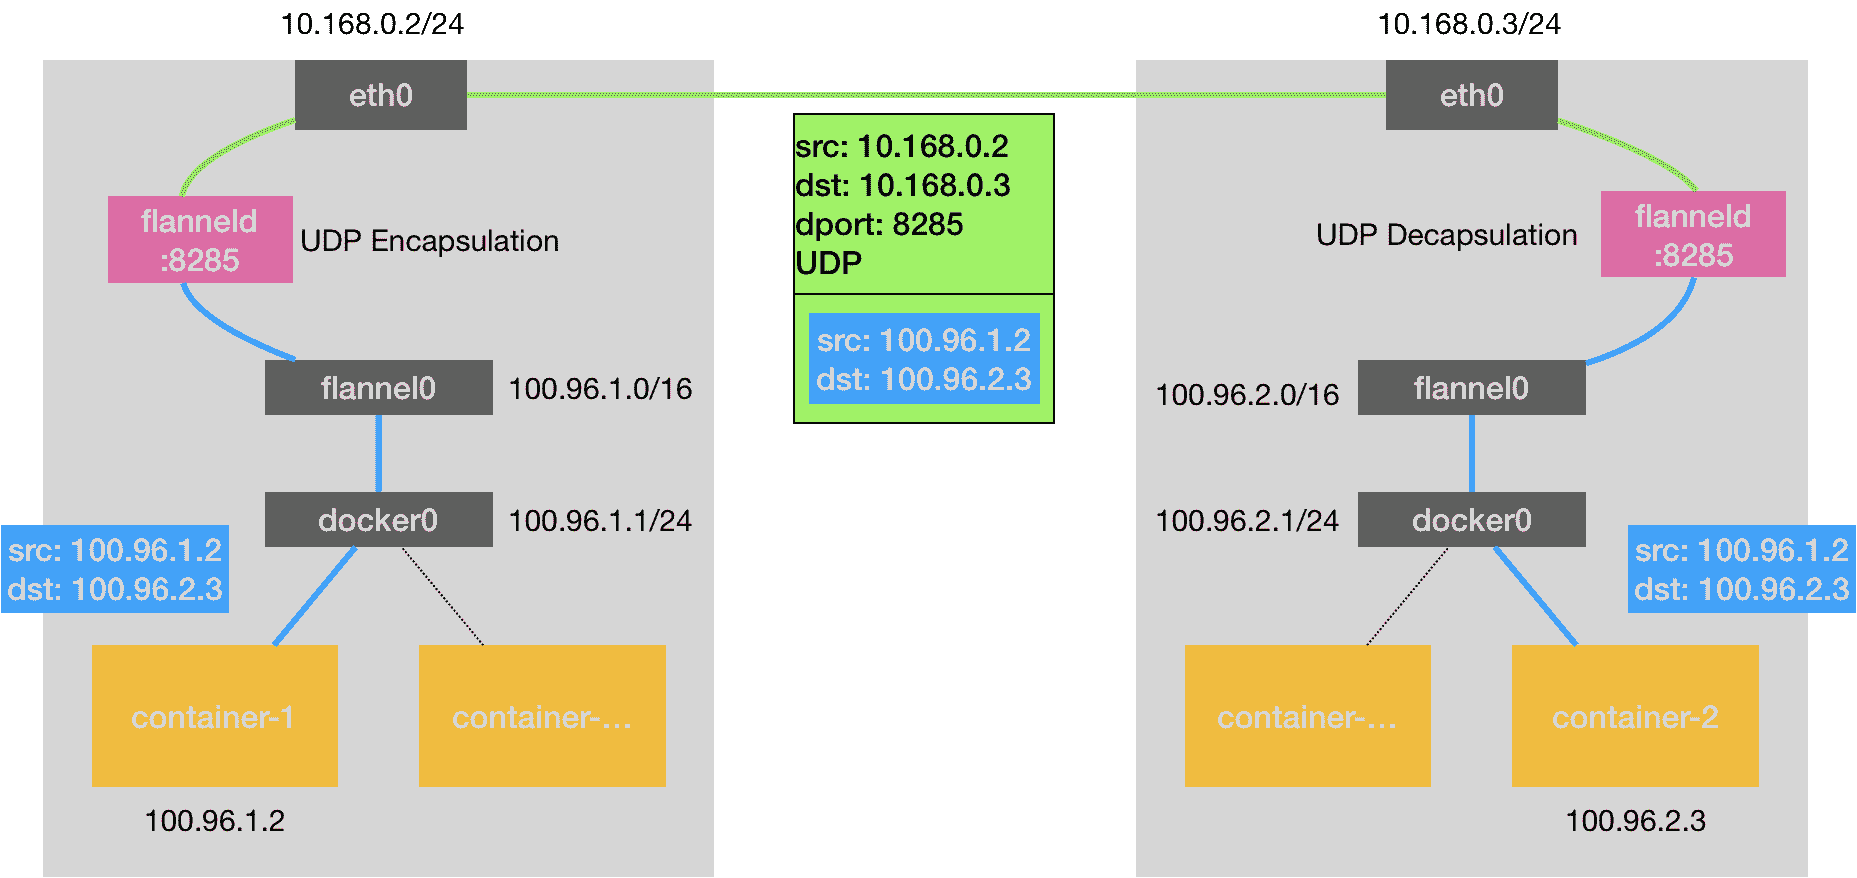 10.168.0.2/24
10.168.0.3/24
eth0
eth0
src: 10.168.0.2
dst: 10.168.0.3
dport: 8285
UDP
src: 100.96.1.2
dst: 100.96.2.3
flanneld
:8285
UDP Encapsulation
UDP Decapsulation
flanneld
:8285
flannel0
100.96.1.0/16
100.96.2.0/16
flannel0
docker0
100.96.1.1/24
100.96.2.1/24
docker0
src: 100.96.1.2
dst: 100.96.2.3
src: 100.96.1.2
dst: 100.96.2.3
container-1
container-...
container-...
container-2
100.96.1.2
100.96.2.3